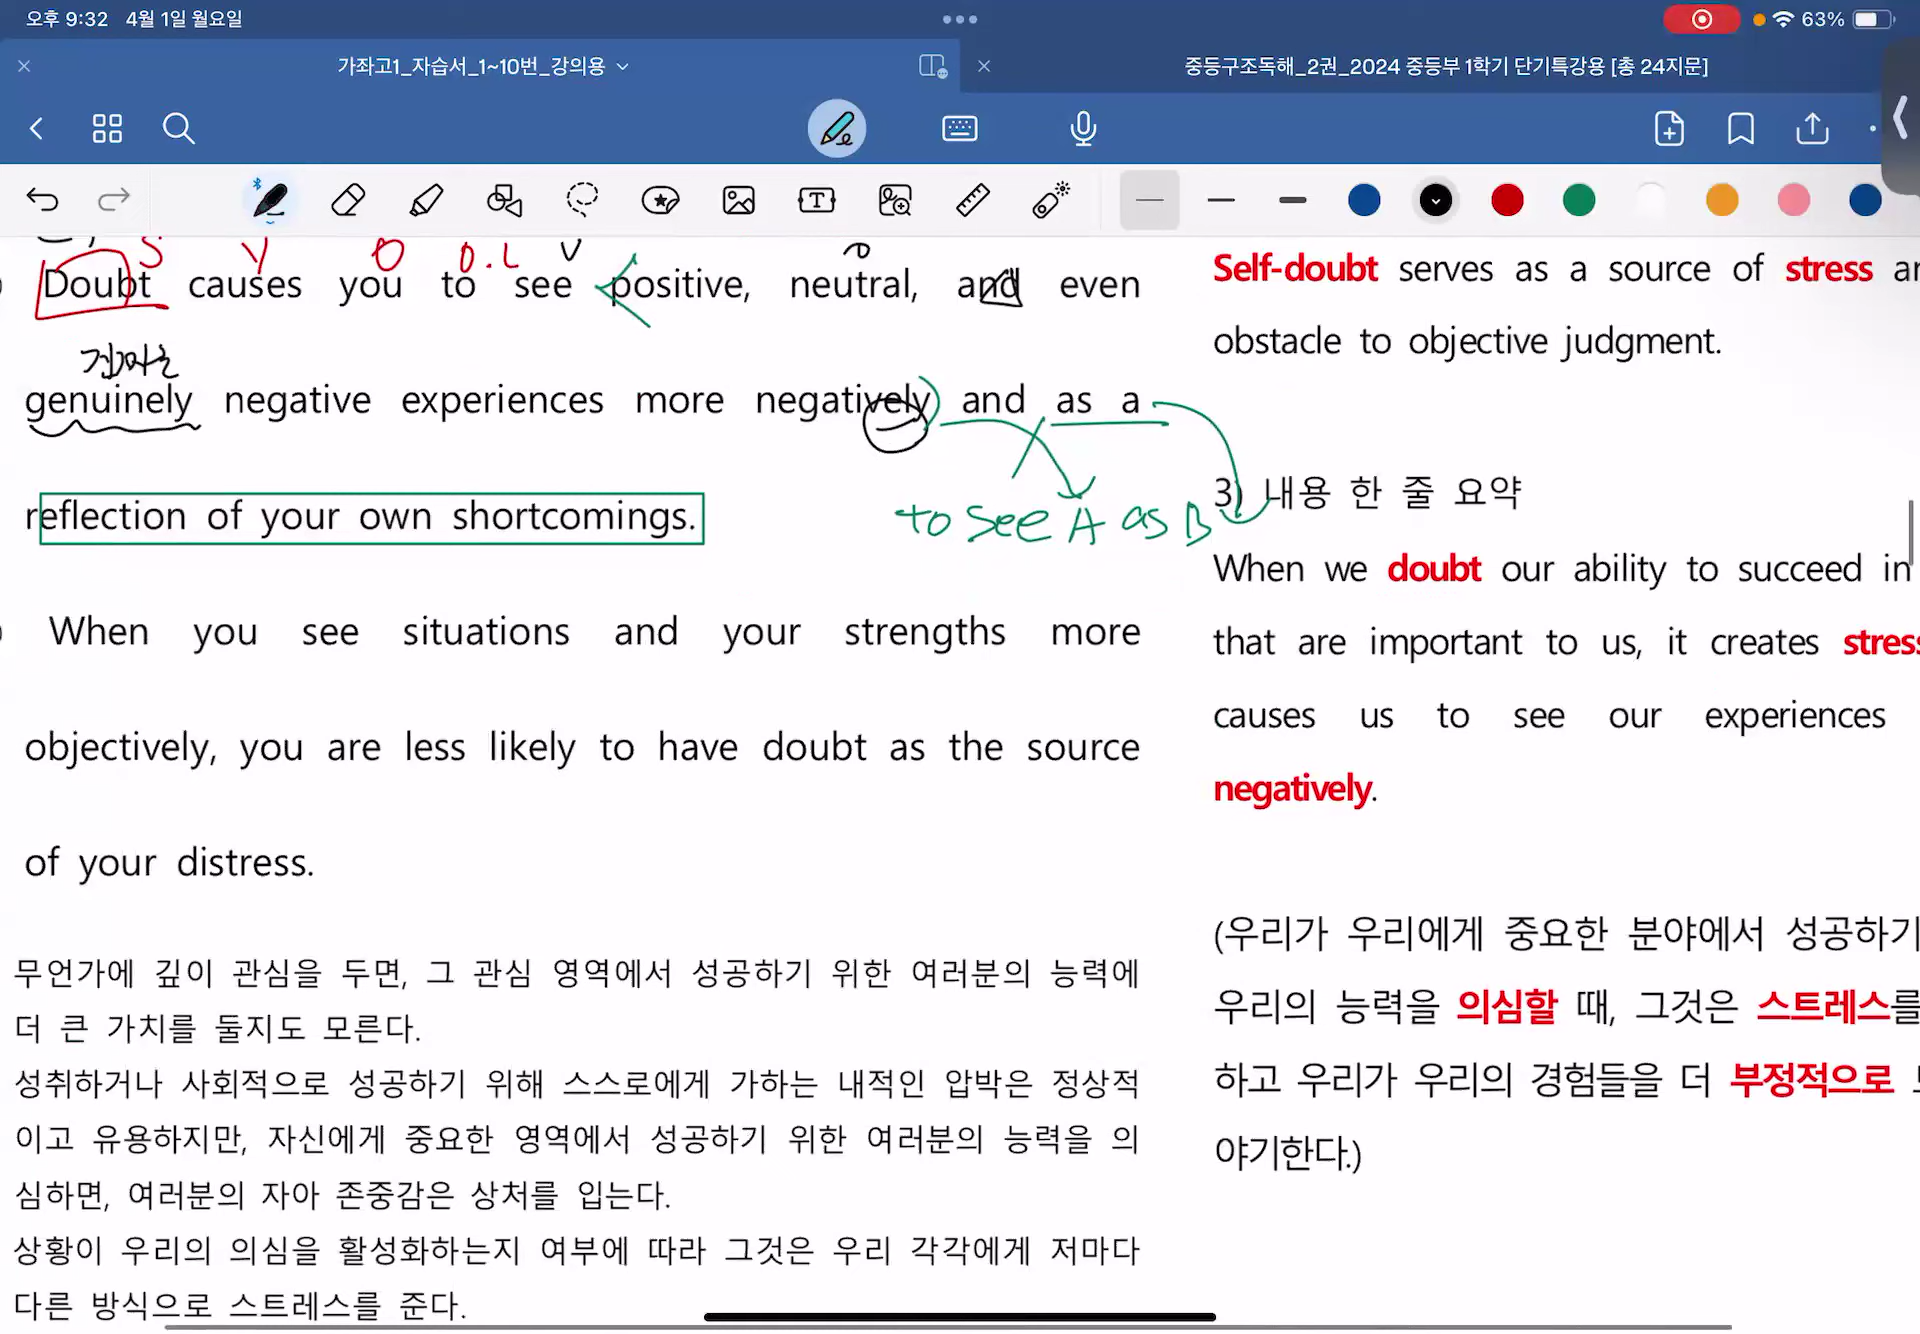 오후 9:32 4월 1일 월요일
63%
가좌고1_자습서_1~10번_강의용
중등구조독해_2권_2024 중등부 1학기 단기특강용 [총 24지문]
S V O O.C V
Doubt causes you to see positive, neutral, and even
genuinely negative experiences more negatively and as a
reflection of your own shortcomings.
to see A as B
When you see situations and your strengths more
objectively, you are less likely to have doubt as the source
of your distress.
무언가에 깊이 관심을 두면, 그 관심 영역에서 성공하기 위한 여러분의 능력에
더 큰 가치를 둘지도 모른다.
성취하거나 사회적으로 성공하기 위해 스스로에게 가하는 내적인 압박은 정상적
이고 유용하지만, 자신에게 중요한 영역에서 성공하기 위한 여러분의 능력을 의
심하면, 여러분의 자아 존중감은 상처를 입는다.
상황이 우리의 의심을 활성화하는지 여부에 따라 그것은 우리 각각에게 저마다
다른 방식으로 스트레스를 준다.
Self-doubt serves as a source of stress
obstacle to objective judgment.
3) 내용 한 줄 요약
When we doubt our ability to succeed in
that are important to us, it creates stress
causes us to see our experiences
negatively.
(우리가 우리에게 중요한 분야에서 성공하기
우리의 능력을 의심할 때, 그것은 스트레스를
하고 우리가 우리의 경험들을 더 부정적으로
야기한다.)